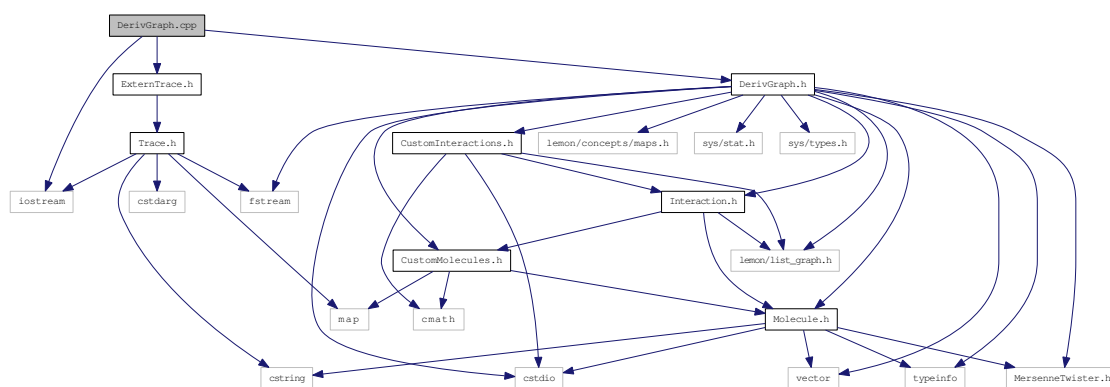 DerivGraph.cpp
ExternTrace.h
DerivGraph.h
Trace.h
CustomInteractions.h
lemon/concepts/maps.h
sys/stat.h
sys/types.h
iostream
cstdarg
fstream
Interaction.h
CustomMolecules.h
lemon/list_graph.h
map
cmath
Molecule.h
cstring
cstdio
vector
typeinfo
MersenneTwister.h